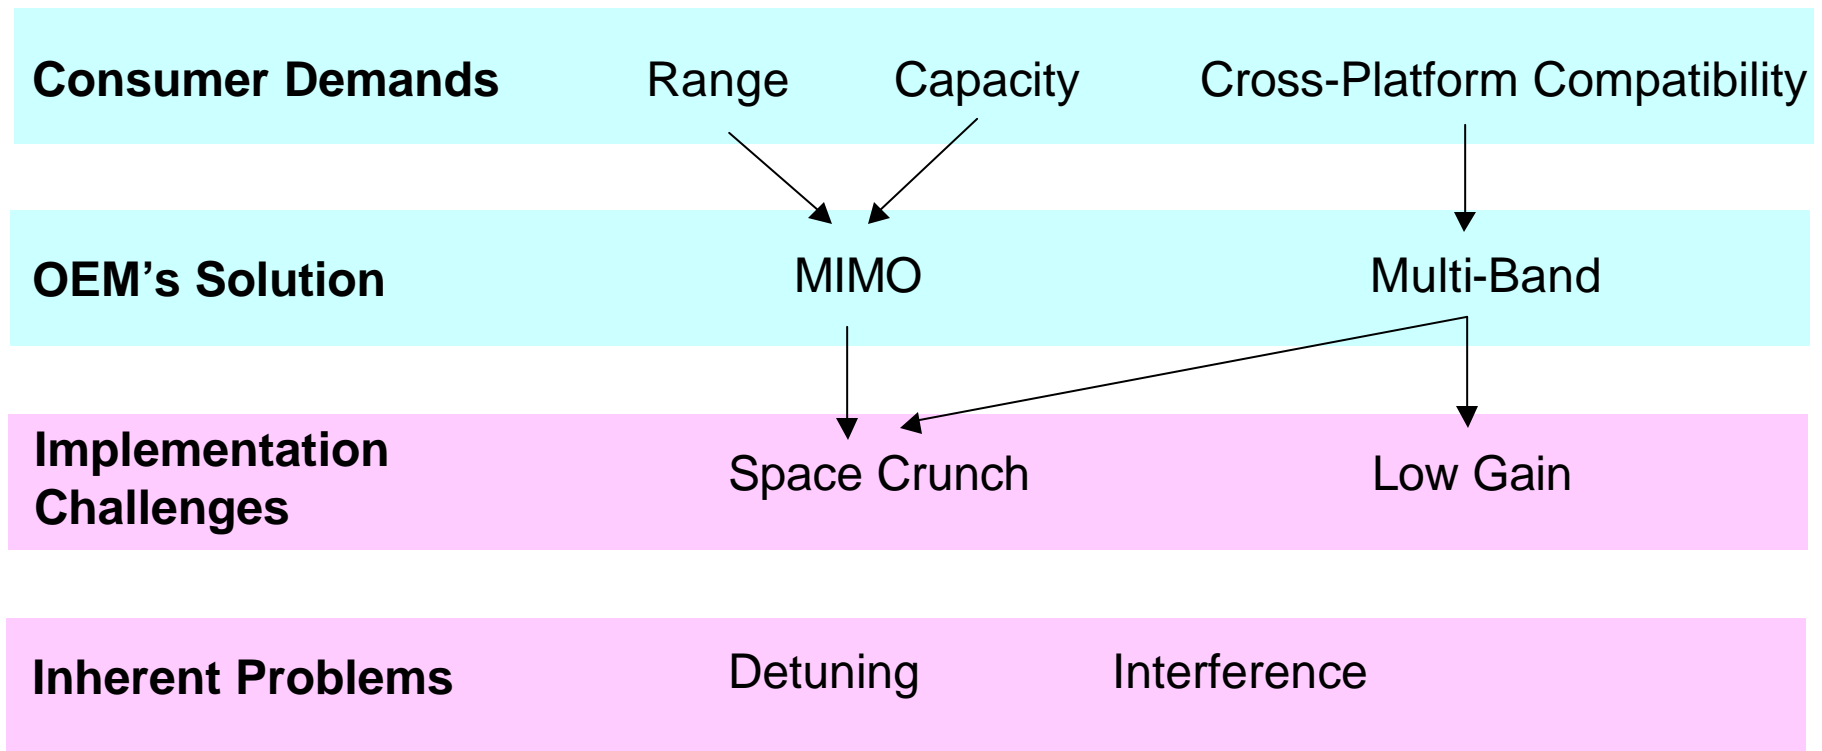 Consumer Demands Range Capacity Cross-Platform Compatibility
OEM’s Solution MIMO Multi-Band
Implementation
Challenges
Space Crunch Low Gain
Inherent Problems Detuning Interference